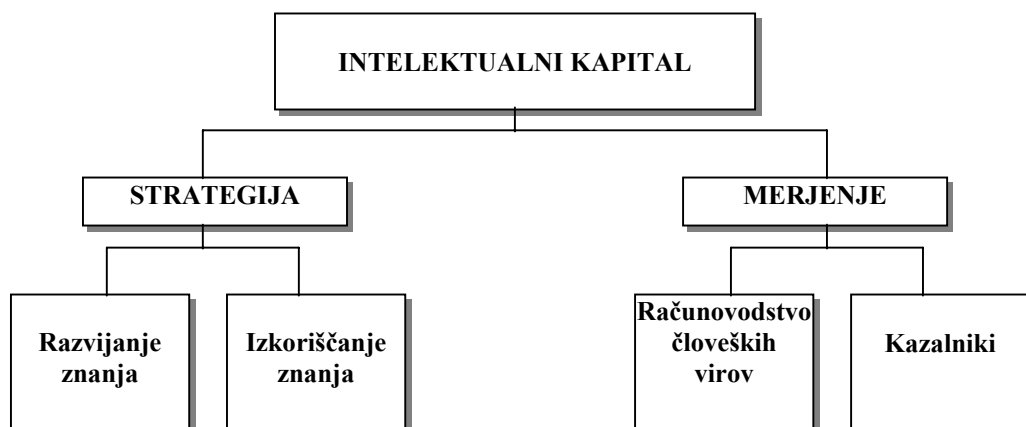 INTELEKTUALNI KAPITAL
STRATEGIJA
MERJENJE
Razvijanje
znanja
Izkoriščanje
znanja
Računovodstvo
človeških
virov
Kazalniki